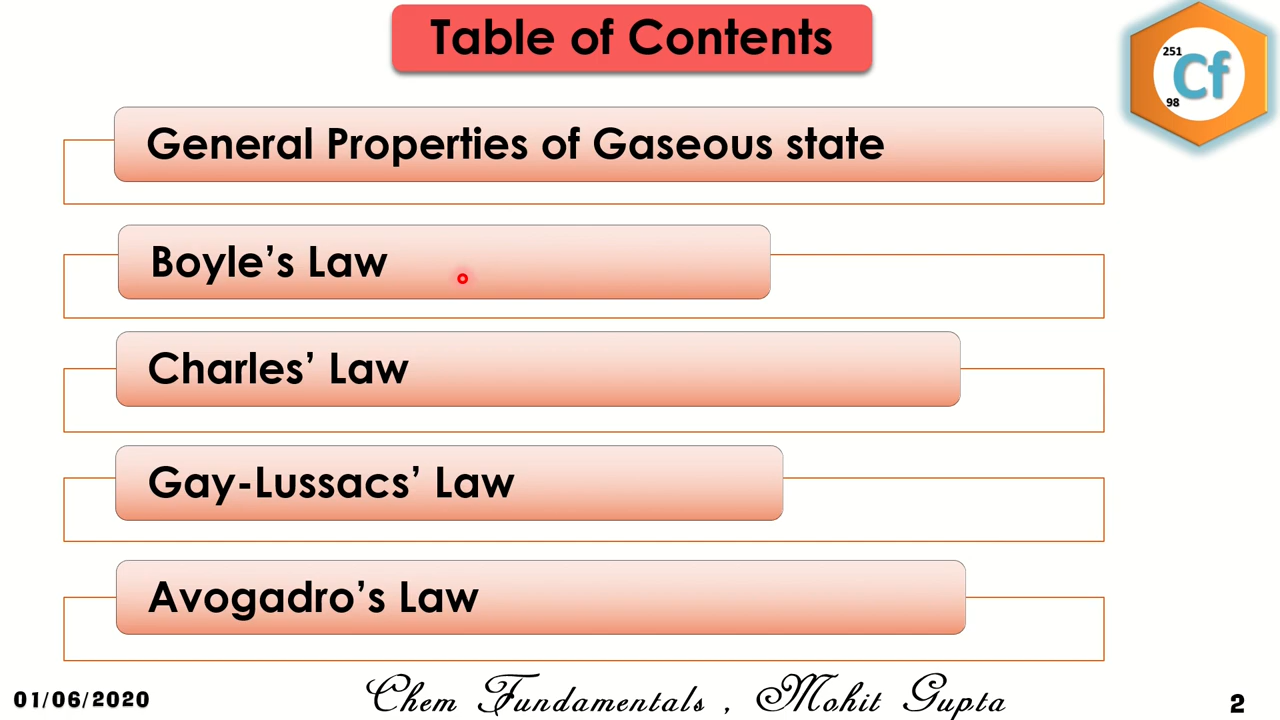 Table of Contents
251
Cf
98
General Properties of Gaseous state
Boyle’s Law
Charles’ Law
Gay-Lussacs’ Law
Avogadro’s Law
01/06/2020
Chem Fundamentals , Mohit Gupta
2